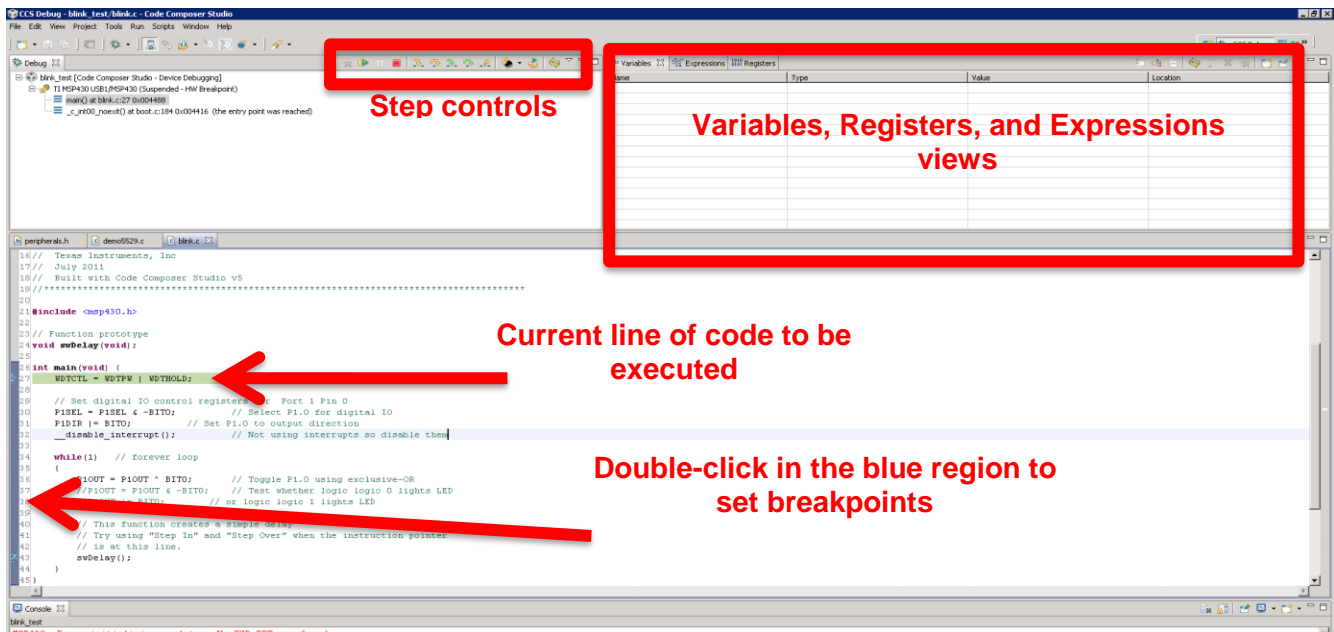 CCS Debug - blink_test/blink.c - Code Composer Studio
File Edit View Project Tools Run Scripts Window Help
Debug
blink_test [Code Composer Studio - Device Debugging]
TI MSP430 USB1/MSP430 (Suspended - HW Breakpoint)
main() at blink.c:27 0x004488
_c_int00_noexit() at boot.c:184 0x004416 (the entry point was reached)
Step controls
Variables Expressions Registers
Name Type Value Location
Variables, Registers, and Expressions
views
peripherals.h demo5529.c blink.c
16 // Texas Instruments, Inc
17 // July 2011
18 // Built with Code Composer Studio v5
19 //***************************************************************************************
20
21 #include <msp430.h>
22
23 // Function prototype
24 void swDelay(void);
25
26 int main(void) {
27 WDTCTL = WDTPW | WDTHOLD;
28
29 // Set digital IO control registers Port 1 Pin 0
30 P1SEL = P1SEL & ~BIT0; // Select P1.0 for digital IO
31 P1DIR |= BIT0; // Set P1.0 to output direction
32 __disable_interrupt(); // Not using interrupts so disable them
33
34 while(1) // forever loop
35 {
36 P1OUT = P1OUT ^ BIT0; // Toggle P1.0 using exclusive-OR
37 //P1OUT = P1OUT & ~BIT0; // Test whether logic logic 0 lights LED
38 BIT0; // or logic logic 1 lights LED
39
40 // This function creates a simple delay
41 // Try using "Step In" and "Step Over" when the instruction pointer
42 // is at this line.
43 swDelay();
44 }
45 }
Current line of code to be
executed
Double-click in the blue region to
set breakpoints
Console
blink_test